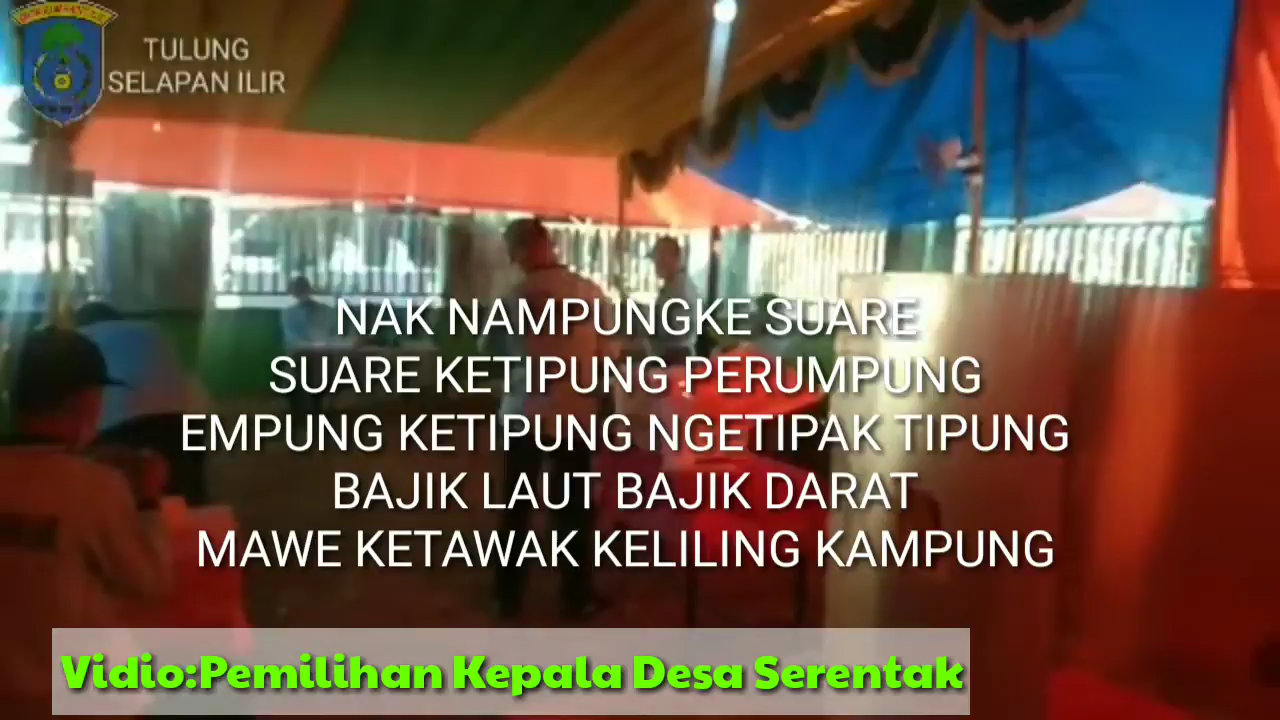 TULUNG
SELAPAN ILIR
NAK NAMPUNGKE SUARE
SUARE KETIPUNG PERUMPUNG
EMPUNG KETIPUNG NGETIPAK TIPUNG
BAJIK LAUT BAJIK DARAT
MAWE KETAWAK KELILING KAMPUNG
Vidio:Pemilihan Kepala Desa Serentak